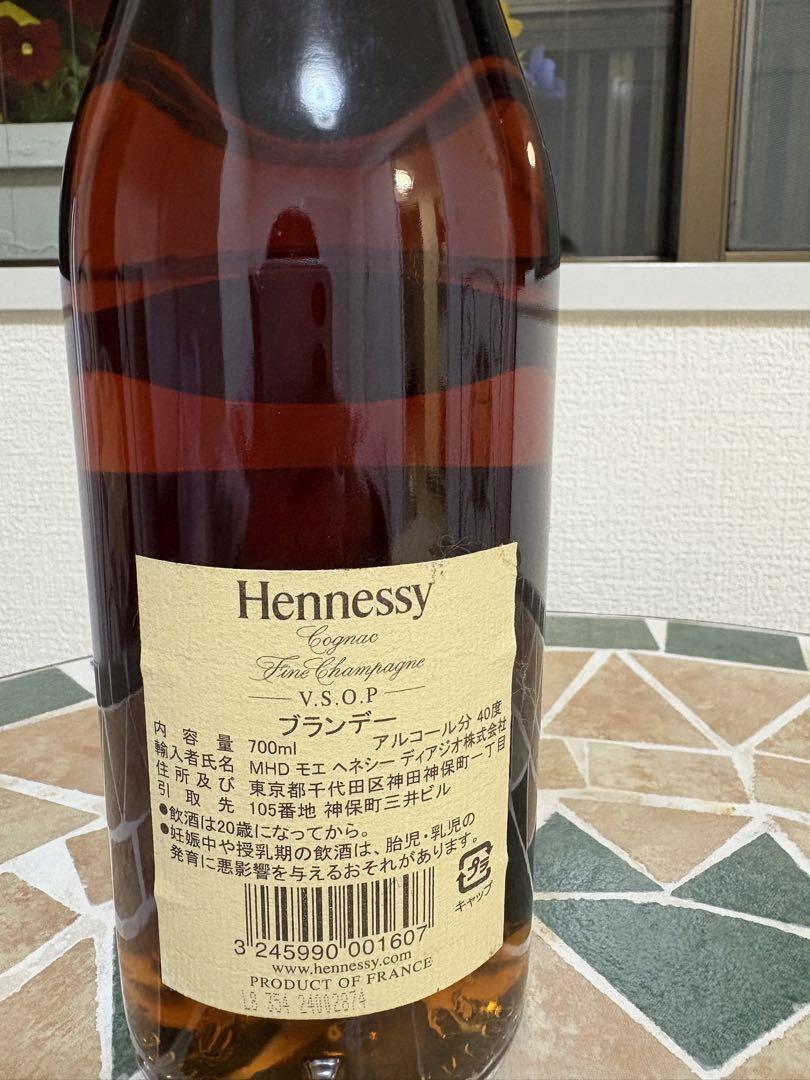 Hennessy
Cognac
Fine Champagne
V.S.O.P
ブランデー
内容量 700ml アルコール分 40度
輸入者氏名 MHD モエ ヘネシー ディアジオ株式会社
住所及び 東京都千代田区神田神保町一丁目
引取先 105番地 神保町三井ビル
●飲酒は20歳になってから。
●妊娠中や授乳期の飲酒は、胎児・乳児の
発育に悪影響を与えるおそれがあります。
プラ
キャップ
3 245990 001607
www.hennessy.com
PRODUCT OF FRANCE
L8 354 24002874